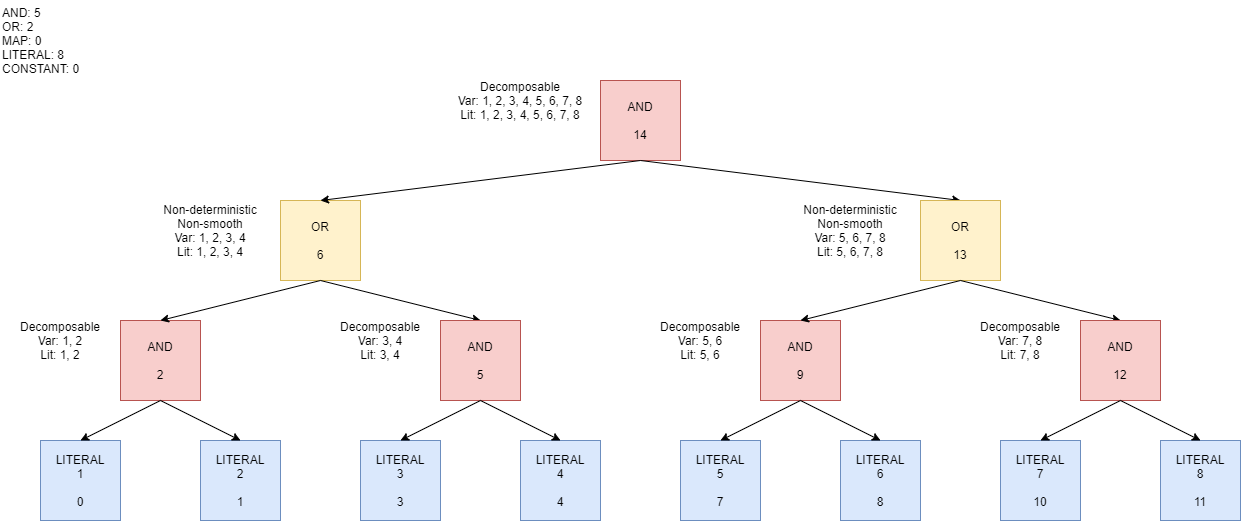 AND: 5
OR: 2
MAP: 0
LITERAL: 8
CONSTANT: 0
Decomposable
Var: 1, 2, 3, 4, 5, 6, 7, 8
Lit: 1, 2, 3, 4, 5, 6, 7, 8
AND
14
Non-deterministic
Non-smooth
Var: 1, 2, 3, 4
Lit: 1, 2, 3, 4
OR
6
Non-deterministic
Non-smooth
Var: 5, 6, 7, 8
Lit: 5, 6, 7, 8
OR
13
Decomposable
Var: 1, 2
Lit: 1, 2
AND
2
Decomposable
Var: 3, 4
Lit: 3, 4
AND
5
Decomposable
Var: 5, 6
Lit: 5, 6
AND
9
Decomposable
Var: 7, 8
Lit: 7, 8
AND
12
LITERAL
1
0
LITERAL
2
1
LITERAL
3
3
LITERAL
4
4
LITERAL
5
7
LITERAL
6
8
LITERAL
7
10
LITERAL
8
11